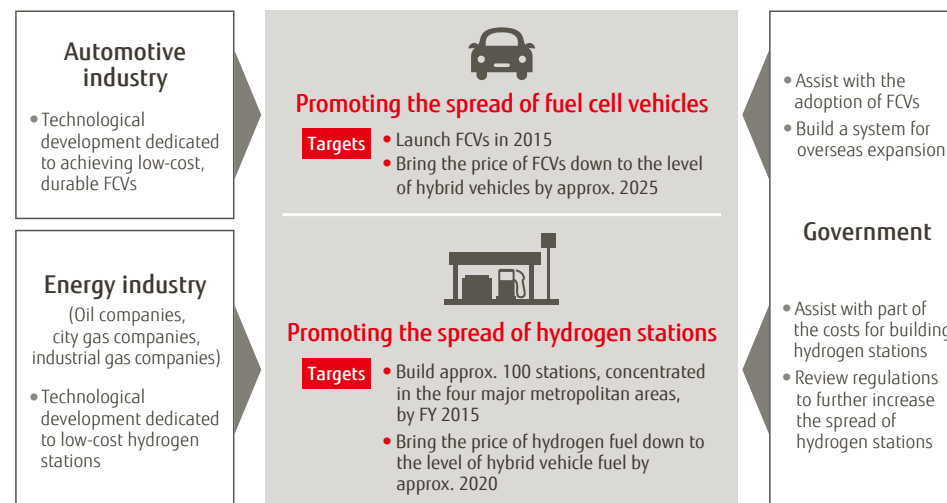 Automotive
industry
• Technological
development dedicated
to achieving low-cost,
durable FCVs
Energy industry
(Oil companies,
city gas companies,
industrial gas companies)
• Technological
development dedicated
to low-cost hydrogen
stations
Promoting the spread of fuel cell vehicles
Targets
• Launch FCVs in 2015
• Bring the price of FCVs down to the level
of hybrid vehicles by approx. 2025
Promoting the spread of hydrogen stations
Targets
• Build approx. 100 stations, concentrated
in the four major metropolitan areas,
by FY 2015
• Bring the price of hydrogen fuel down to
the level of hybrid vehicle fuel by
approx. 2020
• Assist with the
adoption of FCVs
• Build a system for
overseas expansion
Government
• Assist with part of
the costs for building
hydrogen stations
• Review regulations
to further increase
the spread of
hydrogen stations